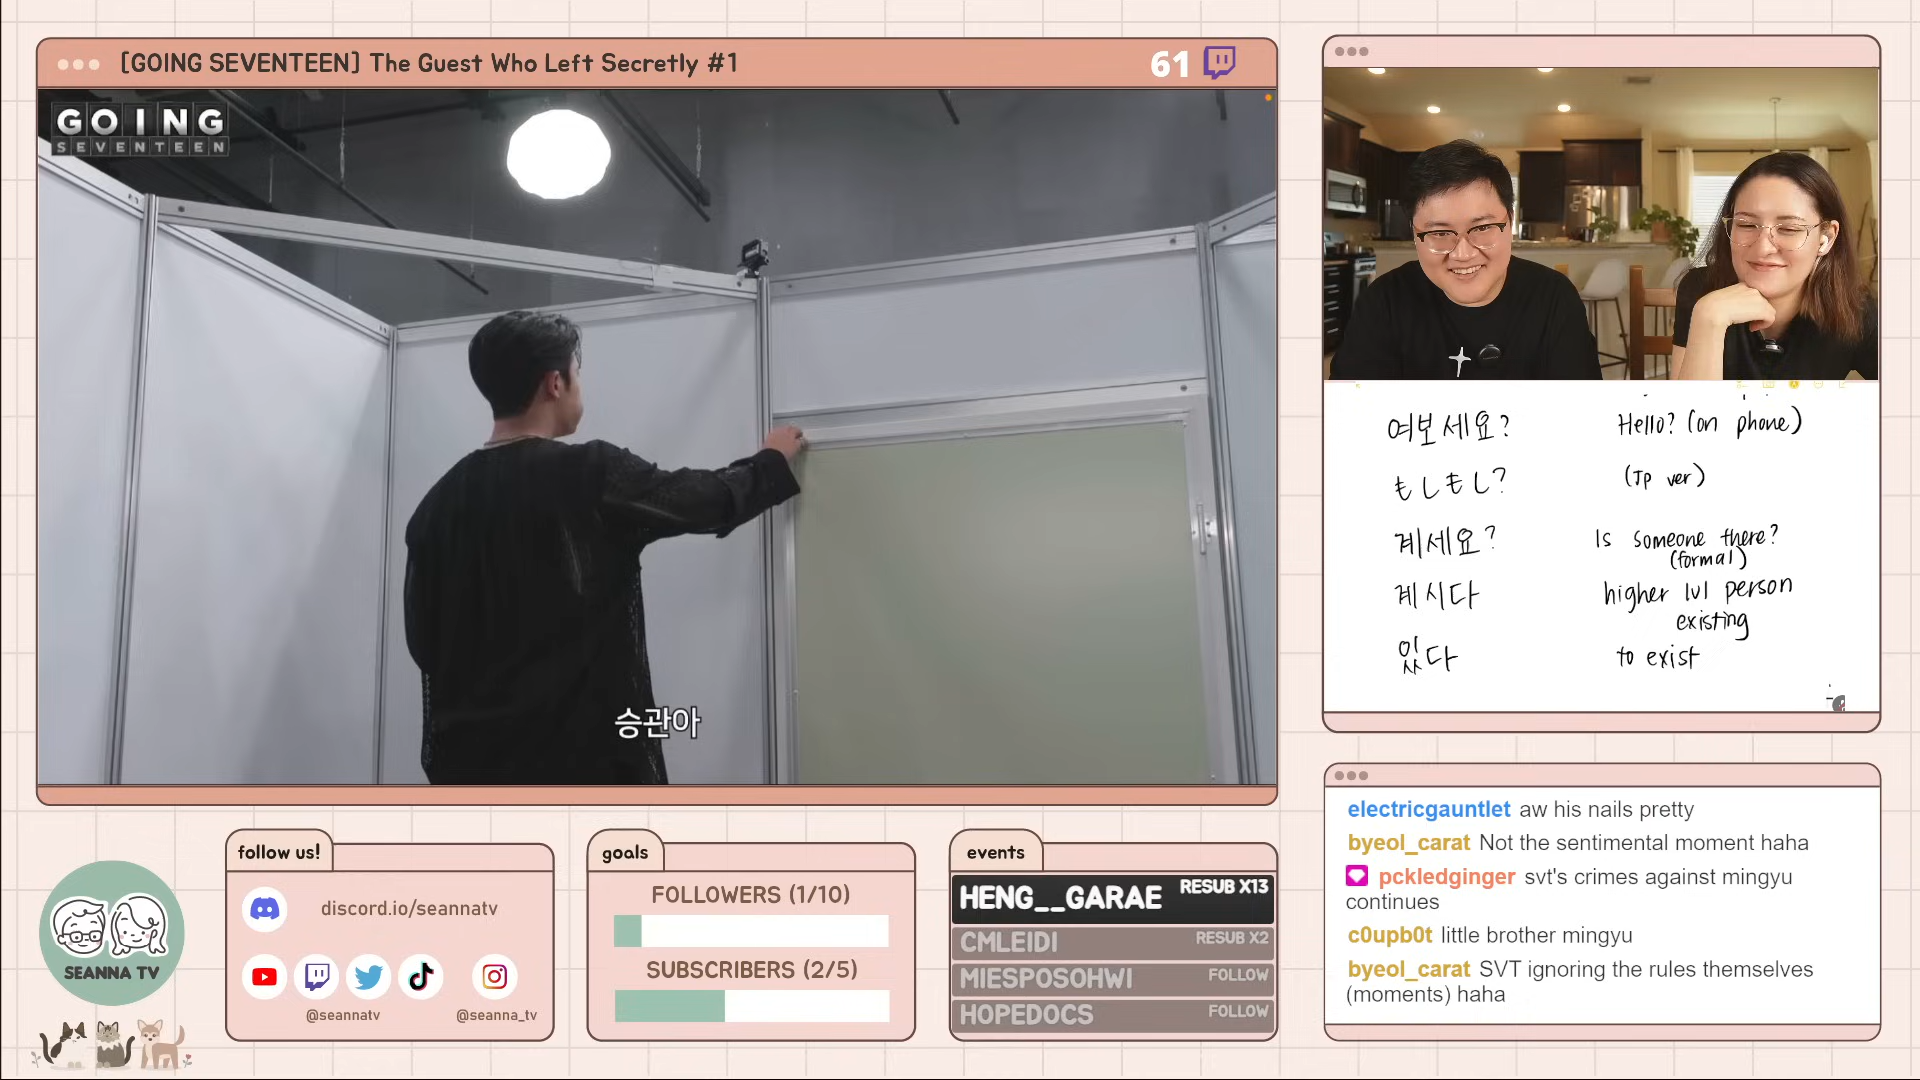 [GOING SEVENTEEN] The Guest Who Left Secretly #1
61
GOING
SEVENTEEN
승관아
여보세요?
Hello? (on phone)
もしもし?
(Jp ver)
계세요?
Is someone there?
(formal)
계시다
higher lvl person
existing
있다
to exist
electricgauntlet aw his nails pretty
byeol_carat Not the sentimental moment haha
pckledginger svt's crimes against mingyu
continues
c0upb0t little brother mingyu
byeol_carat SVT ignoring the rules themselves
(moments) haha
SEANNA TV
follow us!
discord.io/seannatv
@seannatv
@seanna_tv
goals
FOLLOWERS (1/10)
SUBSCRIBERS (2/5)
events
HENG__GARAE RESUB X13
CMLEIDI RESUB X2
MIESPOSOHWI FOLLOW
HOPEDOCS FOLLOW